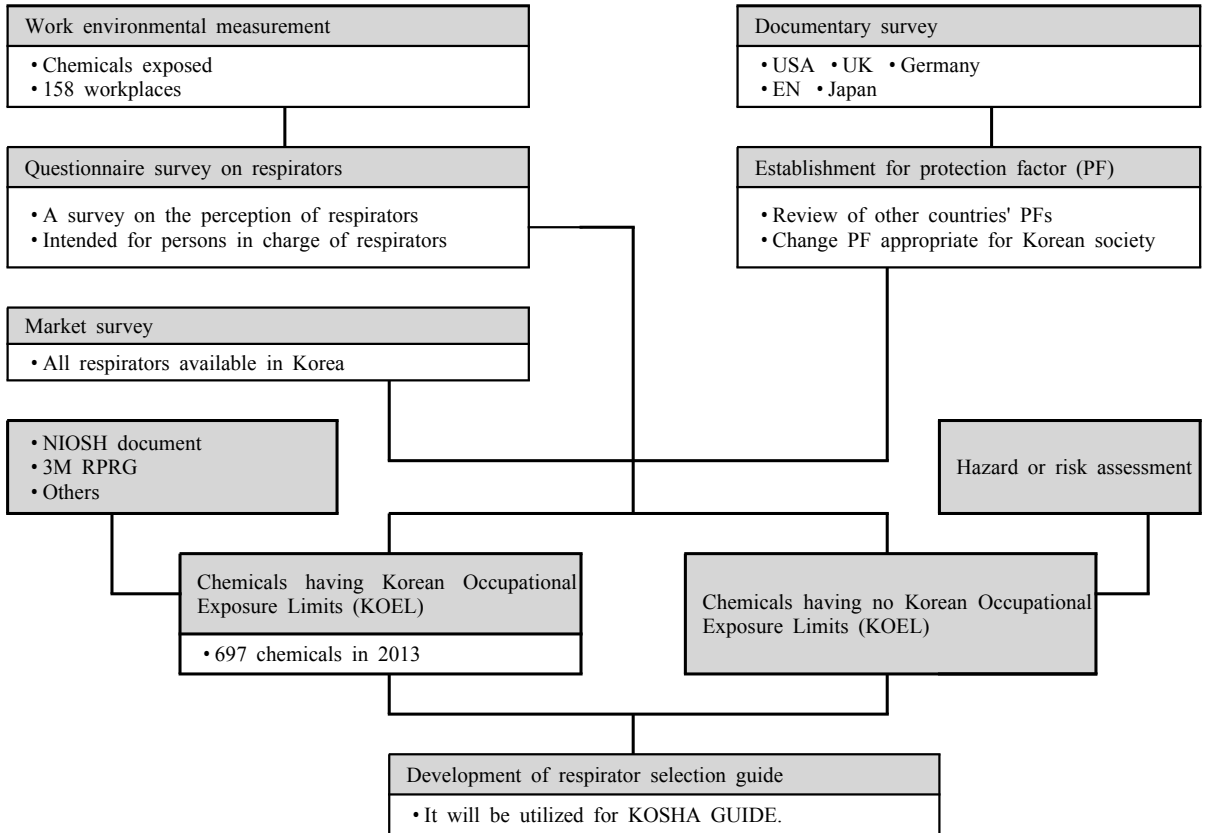 Work environmental measurement
• Chemicals exposed
• 158 workplaces
Documentary survey
• USA • UK • Germany
• EN • Japan
Questionnaire survey on respirators
• A survey on the perception of respirators
• Intended for persons in charge of respirators
Establishment for protection factor (PF)
• Review of other countries' PFs
• Change PF appropriate for Korean society
Market survey
• All respirators available in Korea
• NIOSH document
• 3M RPRG
• Others
Hazard or risk assessment
Chemicals having Korean Occupational
Exposure Limits (KOEL)
• 697 chemicals in 2013
Chemicals having no Korean Occupational
Exposure Limits (KOEL)
Development of respirator selection guide
• It will be utilized for KOSHA GUIDE.